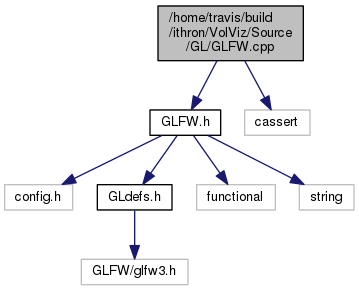 /home/travis/build
/ithron/VolViz/Source
/GL/GLFW.cpp
GLFW.h
cassert
config.h
GLdefs.h
functional
string
GLFW/glfw3.h